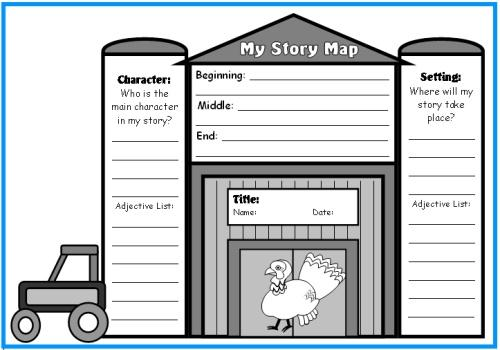 My Story Map
Character:
Who is the
main character
in my story?
Adjective List:
Beginning:
Middle:
End:
Title:
Name: Date:
Setting:
Where will my
story take
place?
Adjective List: